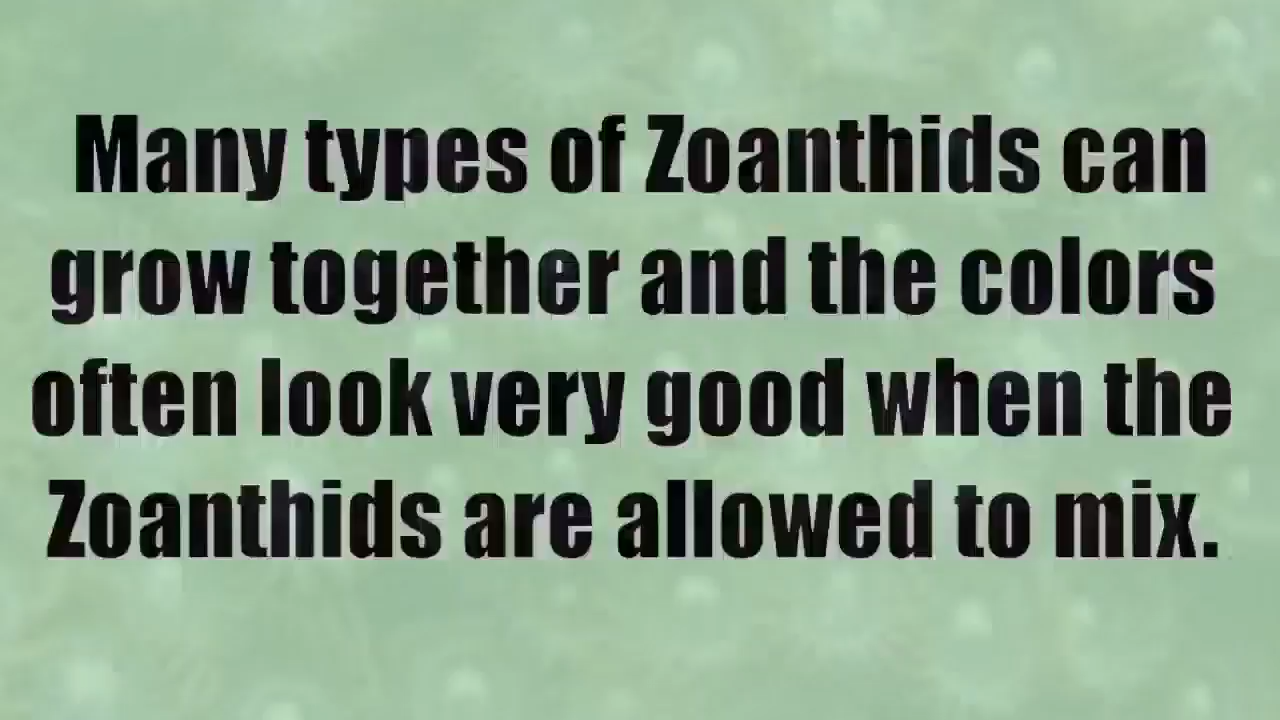 Many types of Zoanthids can
grow together and the colors
often look very good when the
Zoanthids are allowed to mix.